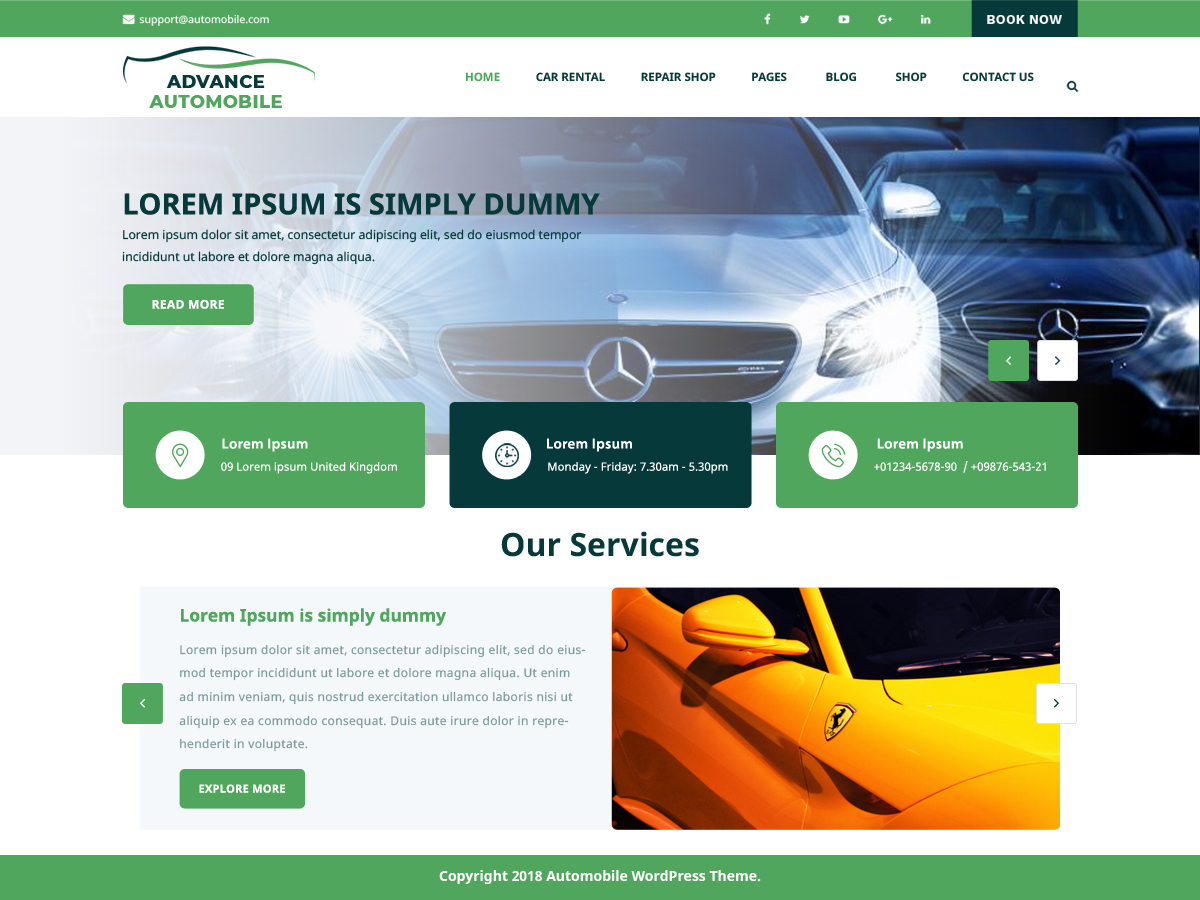 support@automobile.com
BOOK NOW
ADVANCE
AUTOMOBILE
HOME CAR RENTAL REPAIR SHOP PAGES BLOG SHOP CONTACT US
LOREM IPSUM IS SIMPLY DUMMY
Lorem ipsum dolor sit amet, consectetur adipiscing elit, sed do eiusmod tempor
incididunt ut labore et dolore magna aliqua.
READ MORE
Lorem Ipsum
09 Lorem ipsum United Kingdom
Lorem Ipsum
Monday - Friday: 7.30am - 5.30pm
Lorem Ipsum
+01234-5678-90 / +09876-543-21
Our Services
Lorem Ipsum is simply dummy
Lorem ipsum dolor sit amet, consectetur adipiscing elit, sed do eius-
mod tempor incididunt ut labore et dolore magna aliqua. Ut enim
ad minim veniam, quis nostrud exercitation ullamco laboris nisi ut
aliquip ex ea commodo consequat. Duis aute irure dolor in repre-
henderit in voluptate.
EXPLORE MORE
Copyright 2018 Automobile WordPress Theme.